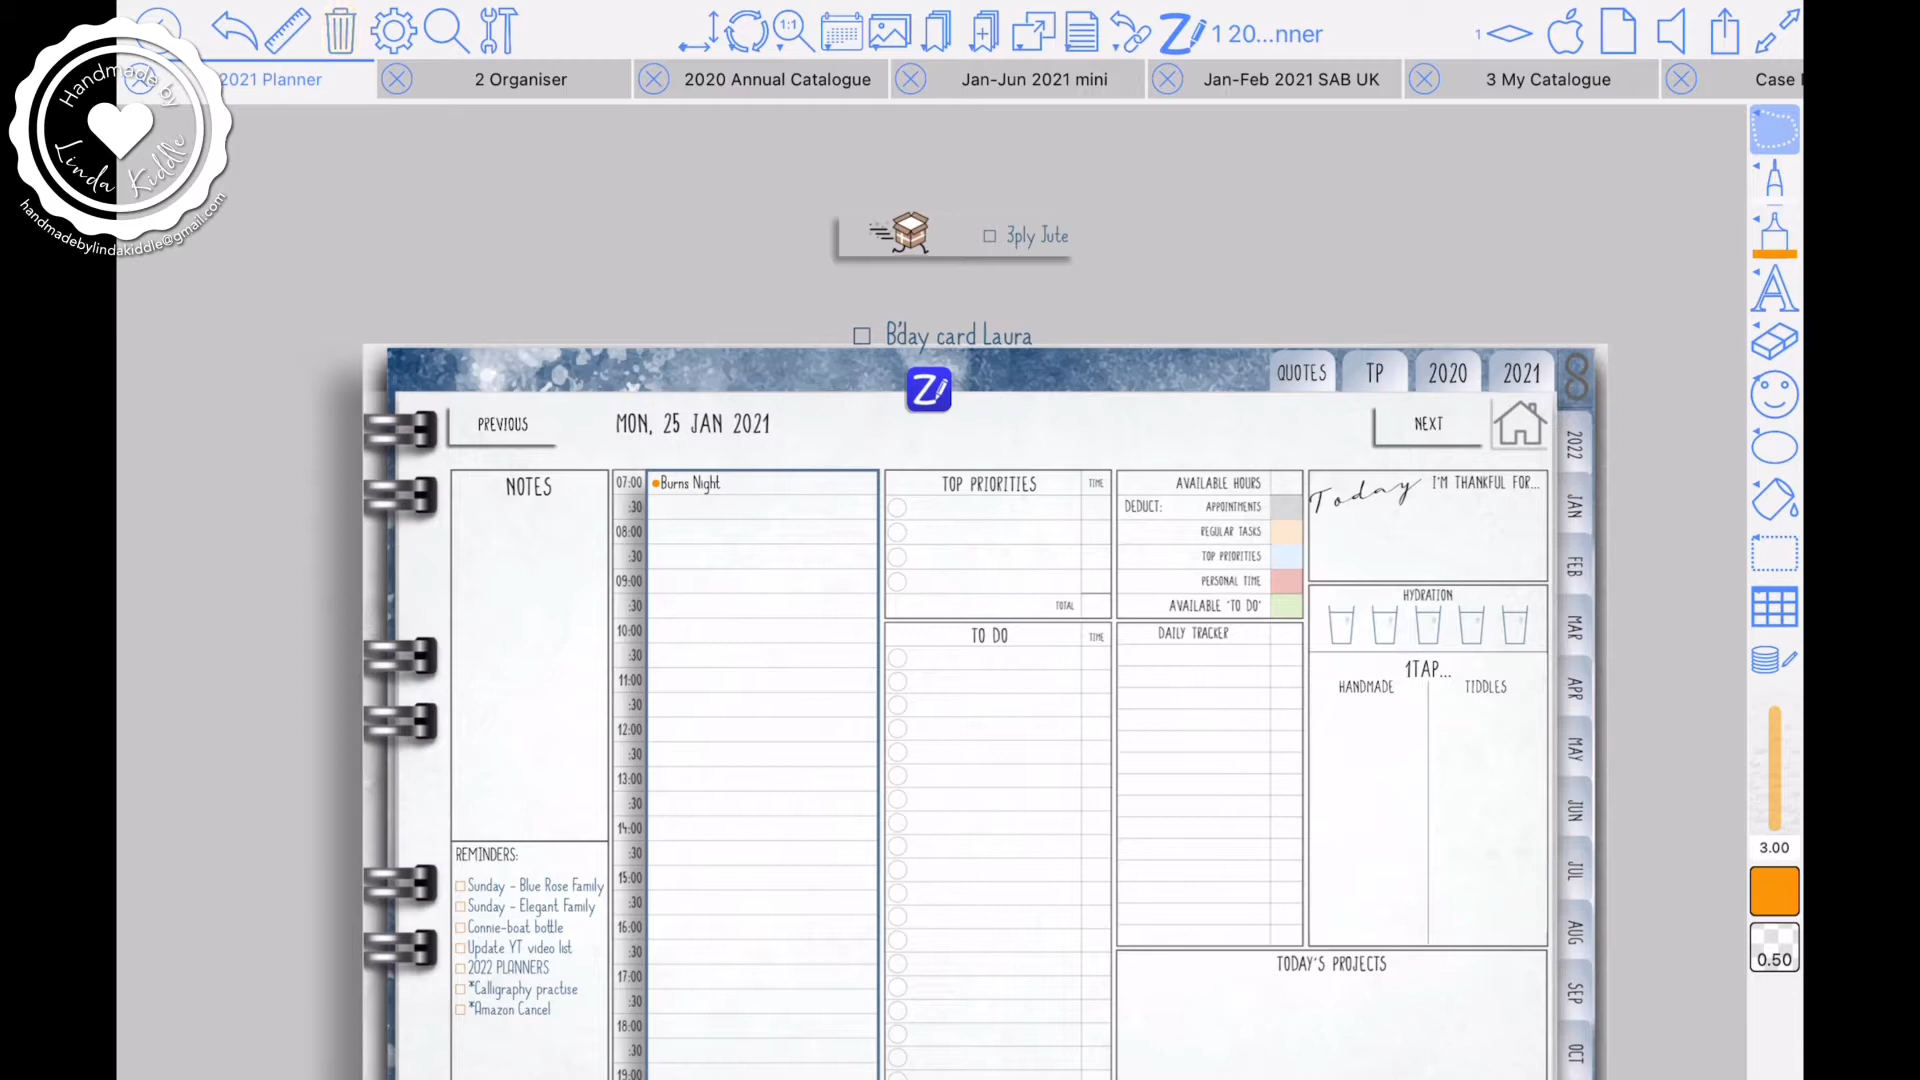 Handmade by
Linda Kiddle
handmadebylindakiddle@gmail.com
1:1
1 20...nner
1
2021 Planner
2 Organiser
2020 Annual Catalogue
Jan-Jun 2021 mini
Jan-Feb 2021 SAB UK
3 My Catalogue
Case
3ply Jute
B'day card Laura
QUOTES
TP
2020
2021
PREVIOUS
MON, 25 JAN 2021
NEXT
NOTES
REMINDERS:
Sunday - Blue Rose Family
Sunday - Elegant Family
Connie-boat bottle
Update YT video list
2022 PLANNERS
*Calligraphy practise
*Amazon Cancel
07:00
Burns Night
:30
08:00
:30
09:00
:30
10:00
:30
11:00
:30
12:00
:30
13:00
:30
14:00
:30
15:00
:30
16:00
:30
17:00
:30
18:00
:30
19:00
TOP PRIORITIES
TIME
TOTAL
TO DO
TIME
AVAILABLE HOURS
DEDUCT: APPOINTMENTS
REGULAR TASKS
TOP PRIORITIES
PERSONAL TIME
AVAILABLE 'TO DO'
DAILY TRACKER
Today I'M THANKFUL FOR...
HYDRATION
1TAP...
HANDMADE
TIDDLES
TODAY'S PROJECTS
2022
JAN
FEB
MAR
APR
MAY
JUN
JUL
AUG
SEP
OCT
A
3.00
0.50